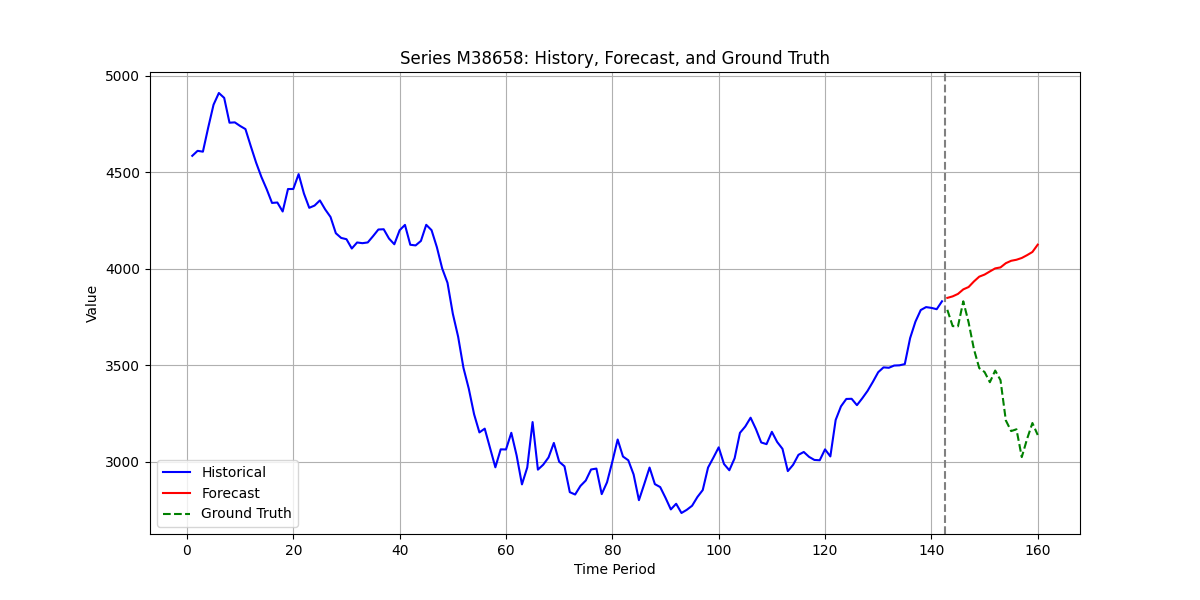 Series M38658: History, Forecast, and Ground Truth
5000
4500
4000
3500
3000
Value
Historical
Forecast
Ground Truth
0 20 40 60 80 100 120 140 160
Time Period